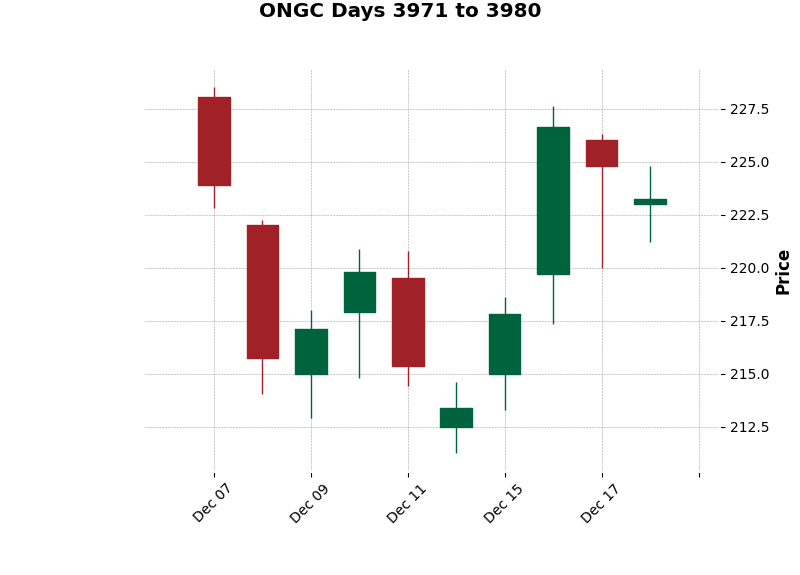 ONGC Days 3971 to 3980
227.5
225.0
222.5
220.0
217.5
215.0
212.5
Price
Dec 07
Dec 09
Dec 11
Dec 15
Dec 17